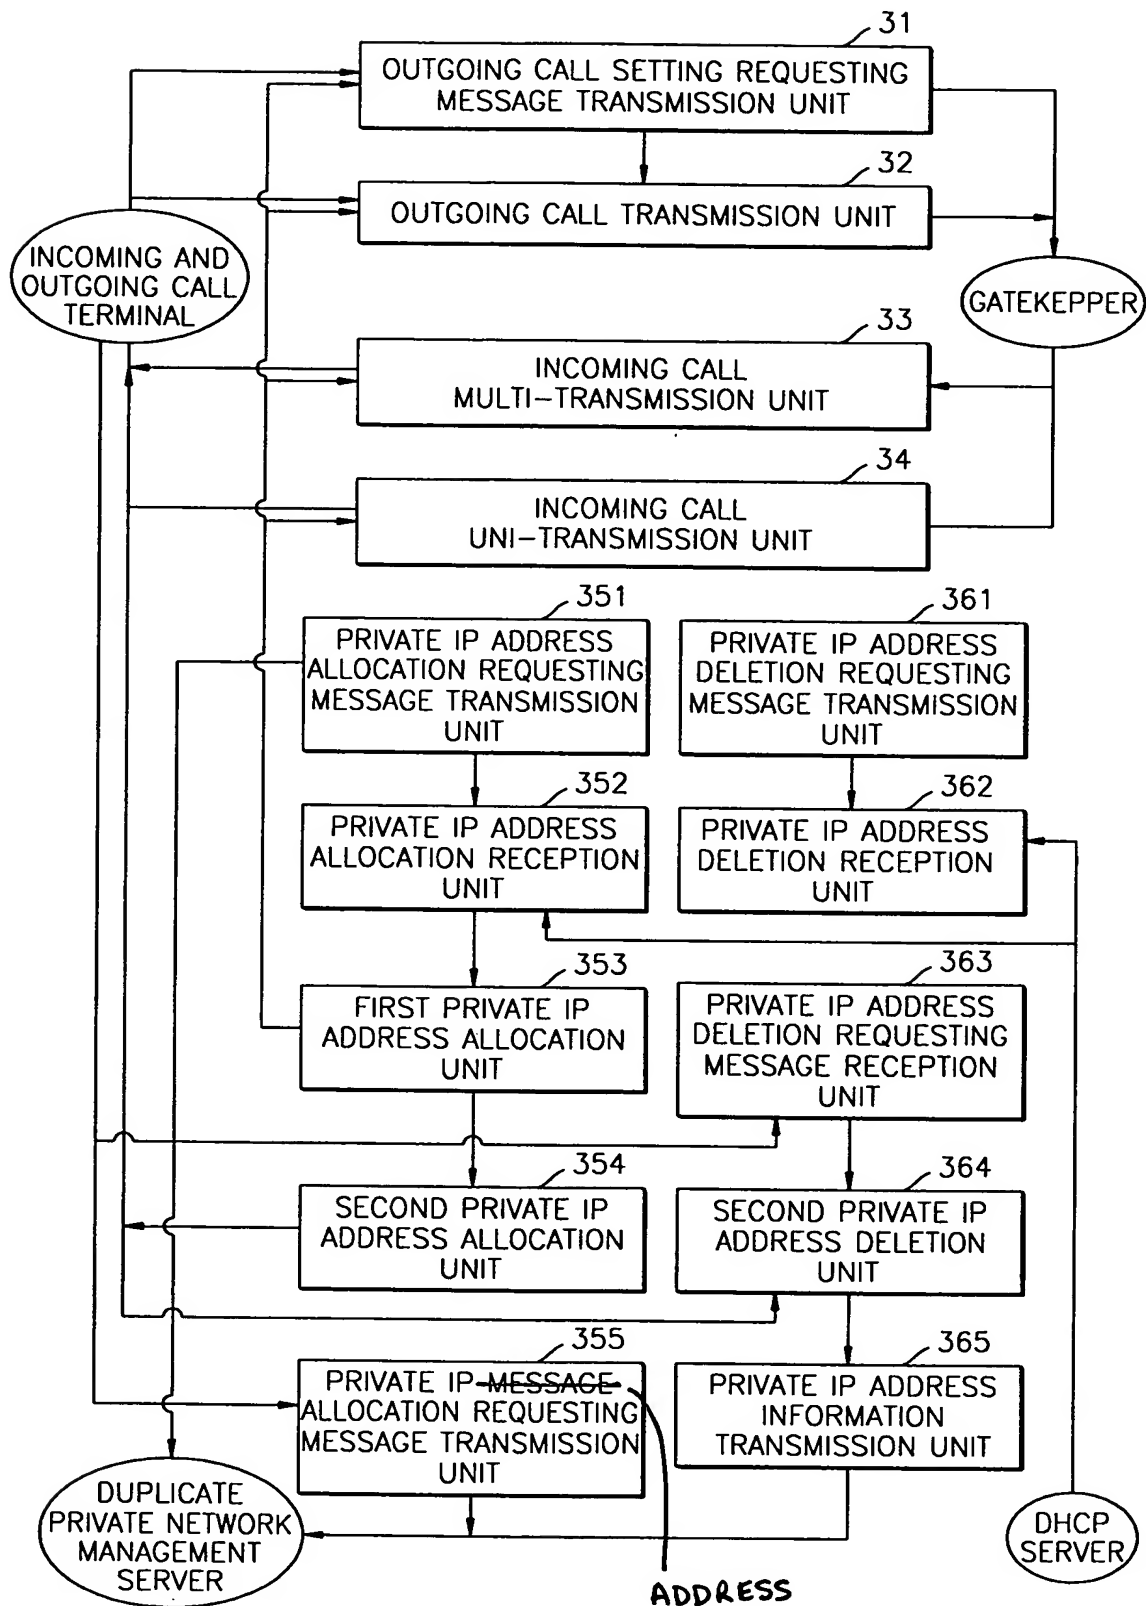 31
OUTGOING CALL SETTING REQUESTING
MESSAGE TRANSMISSION UNIT
32
OUTGOING CALL TRANSMISSION UNIT
INCOMING AND
OUTGOING CALL
TERMINAL
GATEKEPPER
33
INCOMING CALL
MULTI-TRANSMISSION UNIT
34
INCOMING CALL
UNI-TRANSMISSION UNIT
351
PRIVATE IP ADDRESS
ALLOCATION REQUESTING
MESSAGE TRANSMISSION
UNIT
361
PRIVATE IP ADDRESS
DELETION REQUESTING
MESSAGE TRANSMISSION
UNIT
352
PRIVATE IP ADDRESS
ALLOCATION RECEPTION
UNIT
362
PRIVATE IP ADDRESS
DELETION RECEPTION
UNIT
353
FIRST PRIVATE IP
ADDRESS ALLOCATION
UNIT
363
PRIVATE IP ADDRESS
DELETION REQUESTING
MESSAGE RECEPTION
UNIT
354
SECOND PRIVATE IP
ADDRESS ALLOCATION
UNIT
364
SECOND PRIVATE IP
ADDRESS DELETION
UNIT
355
PRIVATE IP MESSAGE
ALLOCATION REQUESTING
MESSAGE TRANSMISSION
UNIT
365
PRIVATE IP ADDRESS
INFORMATION
TRANSMISSION UNIT
DUPLICATE
PRIVATE NETWORK
MANAGEMENT
SERVER
DHCP
SERVER
ADDRESS